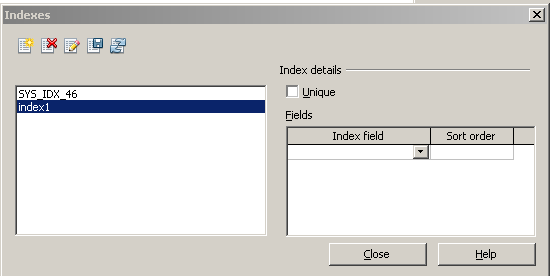 Indexes
Index details
SYS_IDX_46
index1
Unique
Fields
Index field Sort order
Close Help